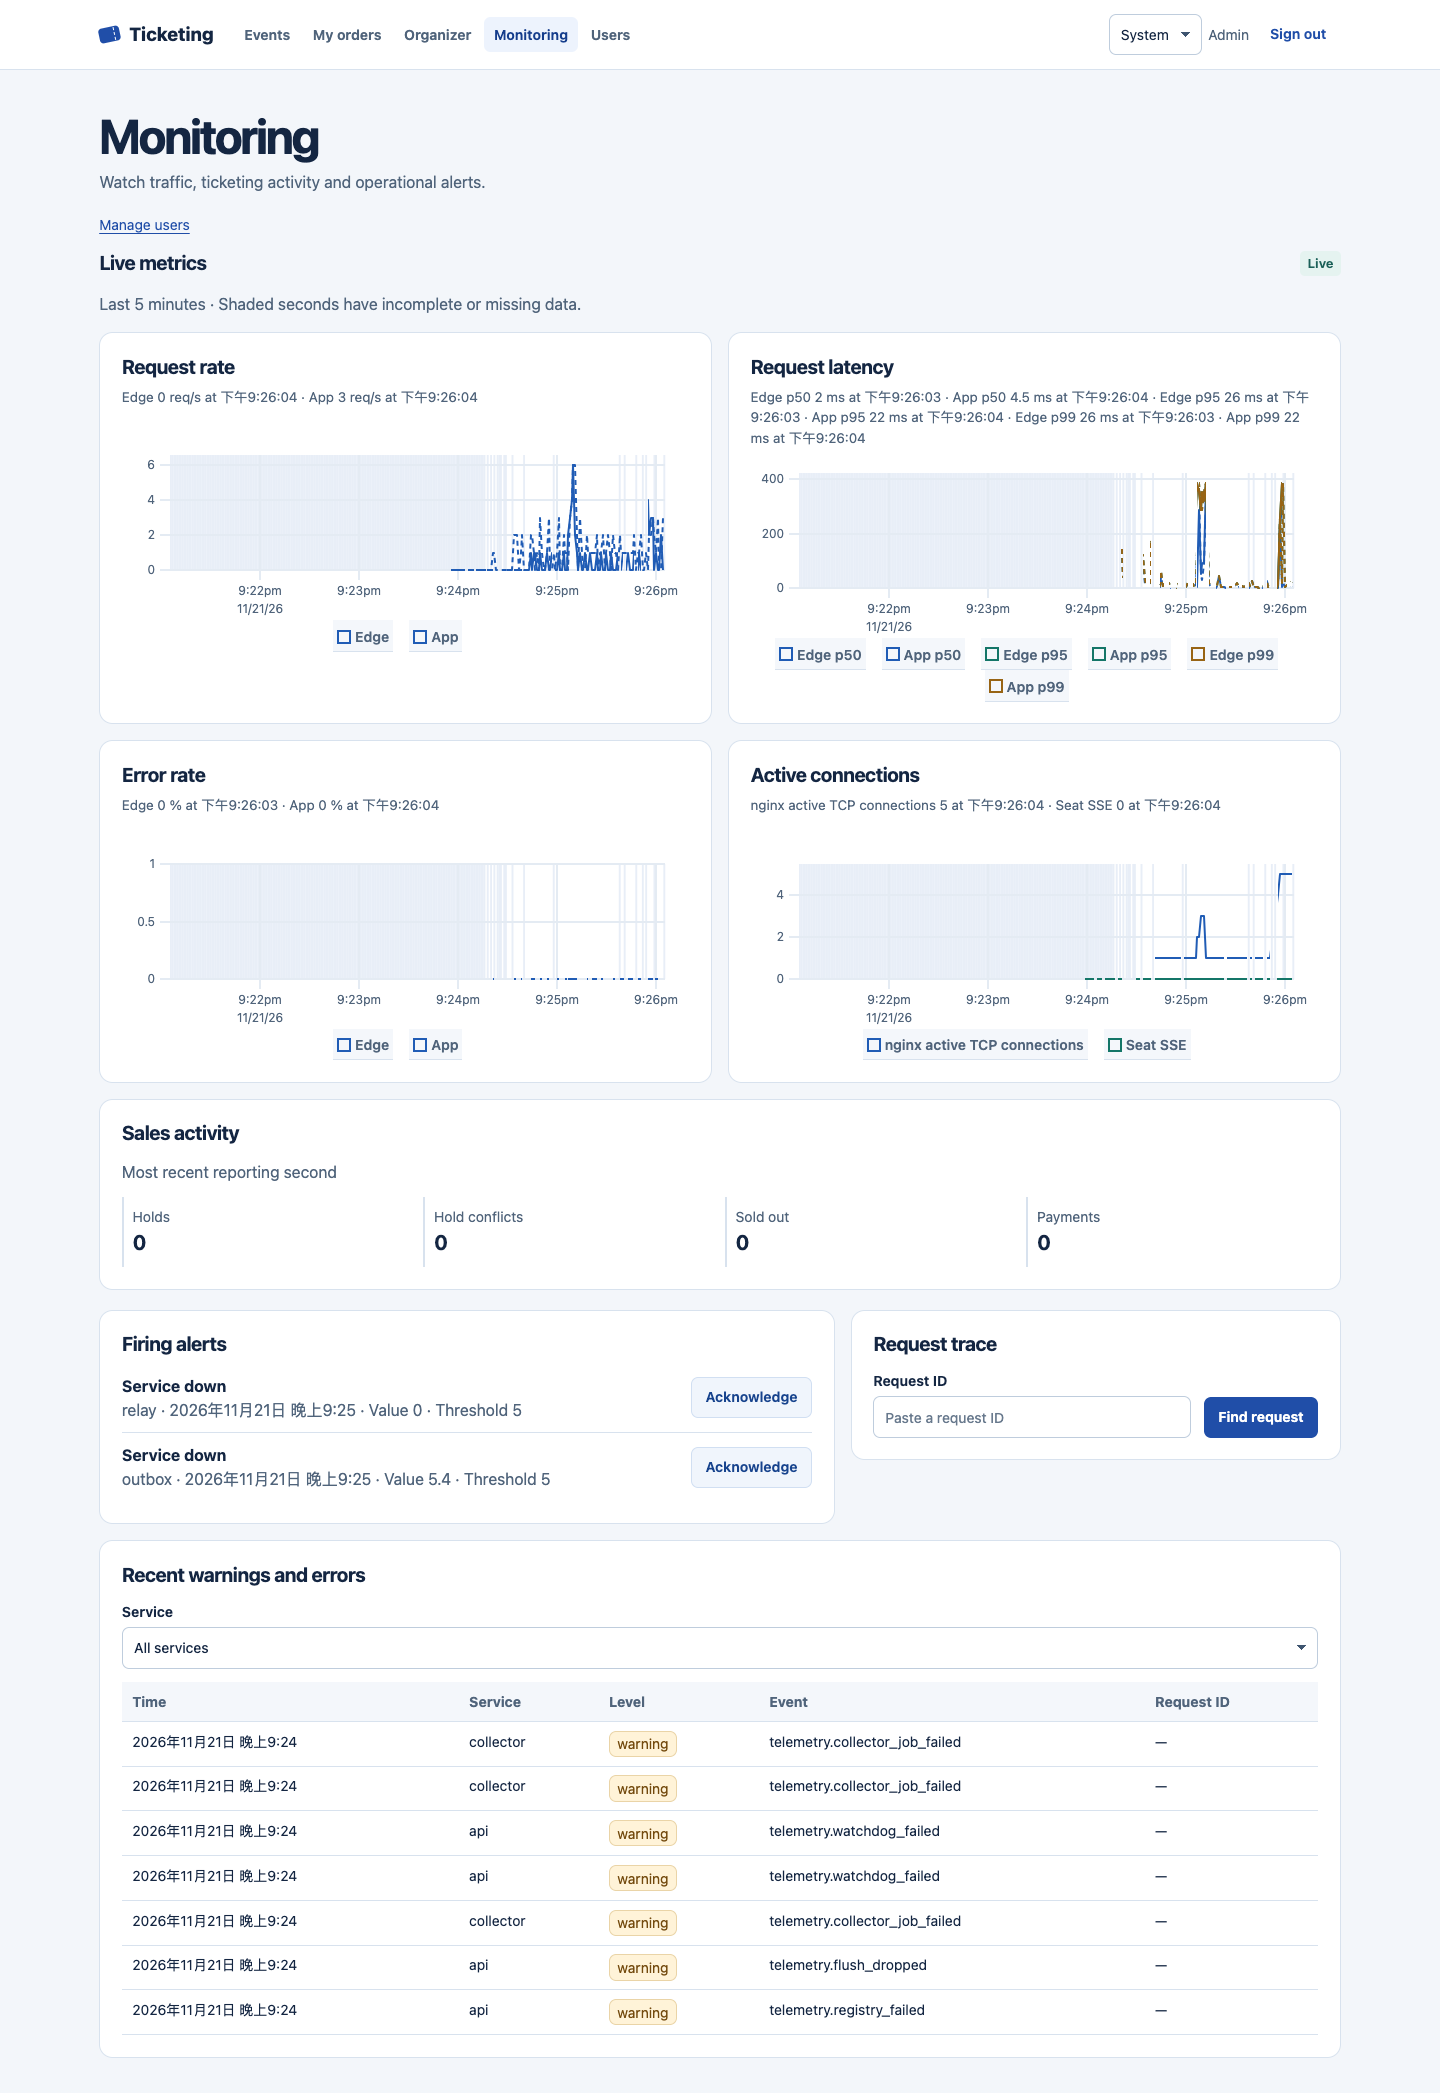 Ticketing
Events
My orders
Organizer
Monitoring
Users
System
Admin
Sign out
Monitoring
Watch traffic, ticketing activity and operational alerts.
Manage users
Live metrics
Live
Last 5 minutes · Shaded seconds have incomplete or missing data.
Request rate
Edge 0 req/s at 下午9:26:04 · App 3 req/s at 下午9:26:04
6
4
2
0
9:22pm
11/21/26
9:23pm
9:24pm
9:25pm
9:26pm
Edge
App
Request latency
Edge p50 2 ms at 下午9:26:03 · App p50 4.5 ms at 下午9:26:04 · Edge p95 26 ms at 下午
9:26:03 · App p95 22 ms at 下午9:26:04 · Edge p99 26 ms at 下午9:26:03 · App p99 22
ms at 下午9:26:04
400
200
0
9:22pm
11/21/26
9:23pm
9:24pm
9:25pm
9:26pm
Edge p50
App p50
Edge p95
App p95
Edge p99
App p99
Error rate
Edge 0 % at 下午9:26:03 · App 0 % at 下午9:26:04
1
0.5
0
9:22pm
11/21/26
9:23pm
9:24pm
9:25pm
9:26pm
Edge
App
Active connections
nginx active TCP connections 5 at 下午9:26:04 · Seat SSE 0 at 下午9:26:04
4
2
0
9:22pm
11/21/26
9:23pm
9:24pm
9:25pm
9:26pm
nginx active TCP connections
Seat SSE
Sales activity
Most recent reporting second
Holds
0
Hold conflicts
0
Sold out
0
Payments
0
Firing alerts
Service down
relay · 2026年11月21日 晚上9:25 · Value 0 · Threshold 5
Acknowledge
Service down
outbox · 2026年11月21日 晚上9:25 · Value 5.4 · Threshold 5
Acknowledge
Request trace
Request ID
Paste a request ID
Find request
Recent warnings and errors
Service
All services
Time Service Level Event Request ID
2026年11月21日 晚上9:24 collector warning telemetry.collector_job_failed —
2026年11月21日 晚上9:24 collector warning telemetry.collector_job_failed —
2026年11月21日 晚上9:24 api warning telemetry.watchdog_failed —
2026年11月21日 晚上9:24 api warning telemetry.watchdog_failed —
2026年11月21日 晚上9:24 collector warning telemetry.collector_job_failed —
2026年11月21日 晚上9:24 api warning telemetry.flush_dropped —
2026年11月21日 晚上9:24 api warning telemetry.registry_failed —